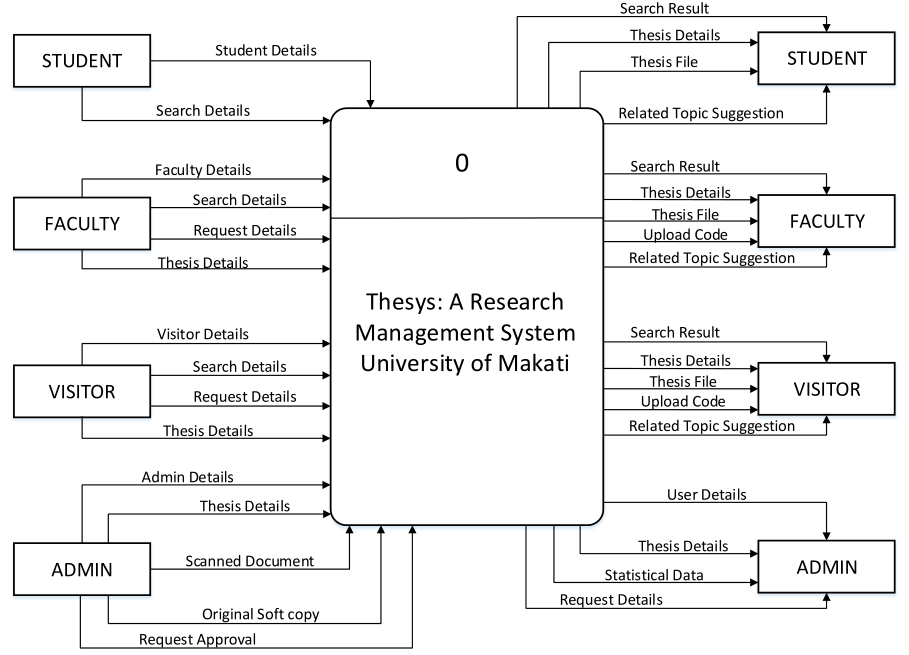 STUDENT
Student Details
Search Details
FACULTY
Faculty Details
Search Details
Request Details
Thesis Details
VISITOR
Visitor Details
Search Details
Request Details
Thesis Details
ADMIN
Admin Details
Thesis Details
Scanned Document
Original Soft copy
Request Approval
0
Thesys: A Research
Management System
University of Makati
Search Result
Thesis Details
Thesis File
Related Topic Suggestion
STUDENT
Search Result
Thesis Details
Thesis File
Upload Code
Related Topic Suggestion
FACULTY
Search Result
Thesis Details
Thesis File
Upload Code
Related Topic Suggestion
VISITOR
User Details
Thesis Details
Statistical Data
Request Details
ADMIN